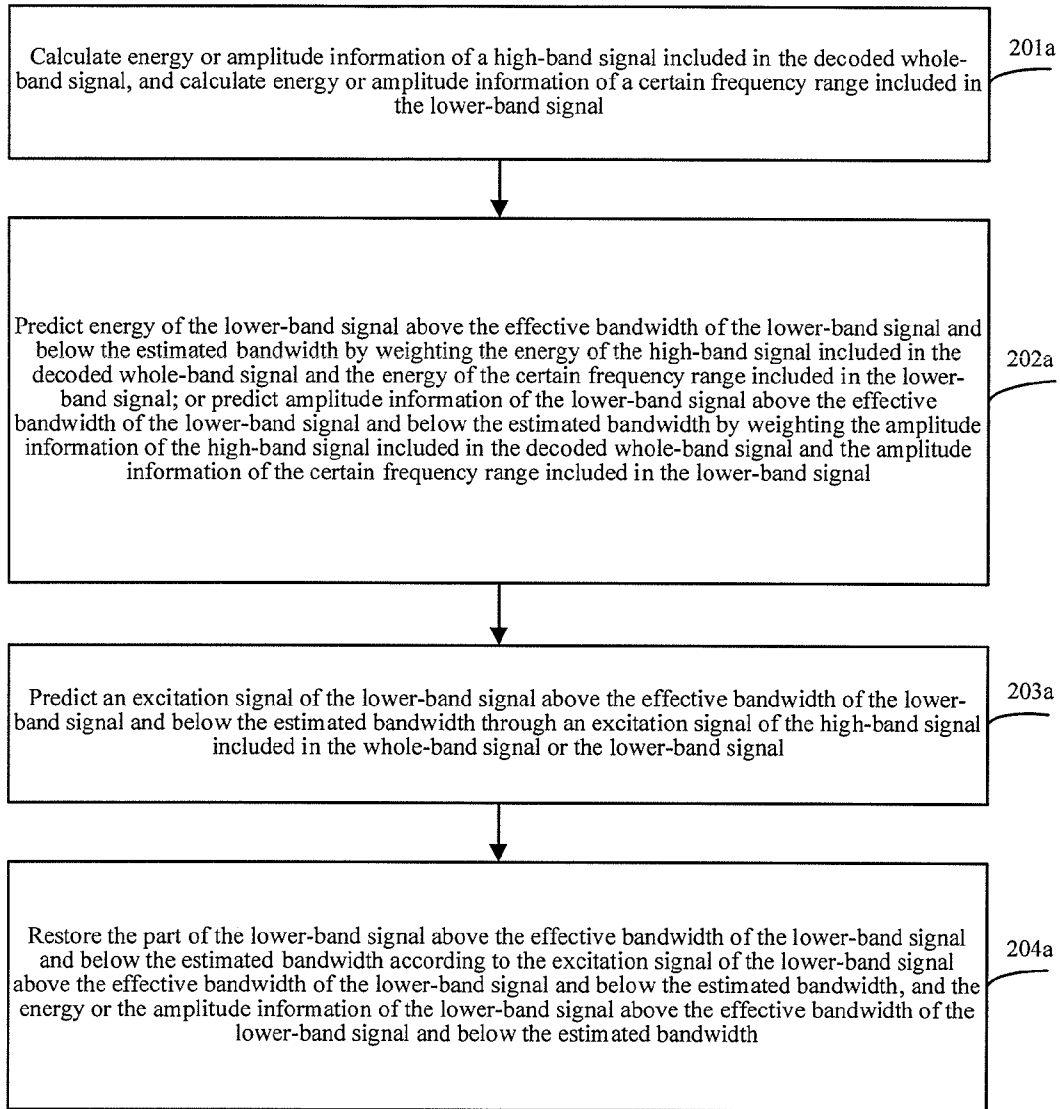 Calculate energy or amplitude information of a high-band signal included in the decoded whole-
band signal, and calculate energy or amplitude information of a certain frequency range included in
the lower-band signal
201a
Predict energy of the lower-band signal above the effective bandwidth of the lower-band signal and
below the estimated bandwidth by weighting the energy of the high-band signal included in the
decoded whole-band signal and the energy of the certain frequency range included in the lower-
band signal; or predict amplitude information of the lower-band signal above the effective
bandwidth of the lower-band signal and below the estimated bandwidth by weighting the amplitude
information of the high-band signal included in the decoded whole-band signal and the amplitude
information of the certain frequency range included in the lower-band signal
202a
Predict an excitation signal of the lower-band signal above the effective bandwidth of the lower-
band signal and below the estimated bandwidth through an excitation signal of the high-band signal
included in the whole-band signal or the lower-band signal
203a
Restore the part of the lower-band signal above the effective bandwidth of the lower-band signal
and below the estimated bandwidth according to the excitation signal of the lower-band signal
above the effective bandwidth of the lower-band signal and below the estimated bandwidth, and the
energy or the amplitude information of the lower-band signal above the effective bandwidth of the
lower-band signal and below the estimated bandwidth
204a